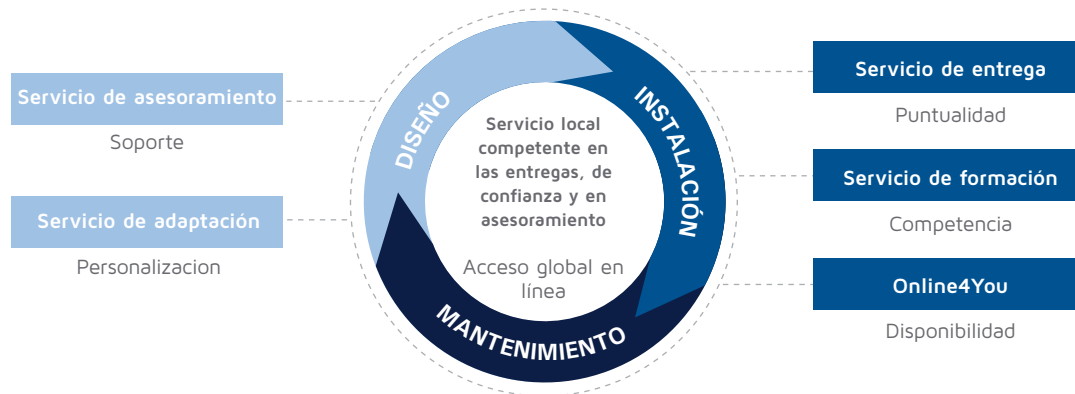 Servicio de asesoramiento
Soporte
Servicio de adaptación
Personalizacion
DISEÑO
INSTALACIÓN
MANTENIMIENTO
Servicio local
competente en
las entregas, de
confianza y en
asesoramiento
Acceso global en
línea
Servicio de entrega
Puntualidad
Servicio de formación
Competencia
Online4You
Disponibilidad